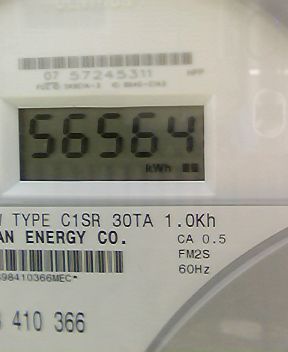 07 57245311
56564
kWh
TYPE C1SR 30TA 1.0Kh
AN ENERGY CO.
CA 0.5
FM2S
60Hz
98410366MEC*
410 366